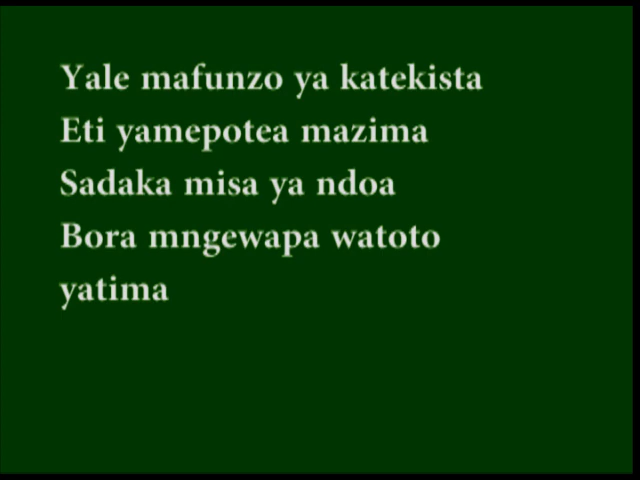 Yale mafunzo ya katekista
Eti yamepotea mazima
Sadaka misa ya ndoa
Bora mngewapa watoto
yatima